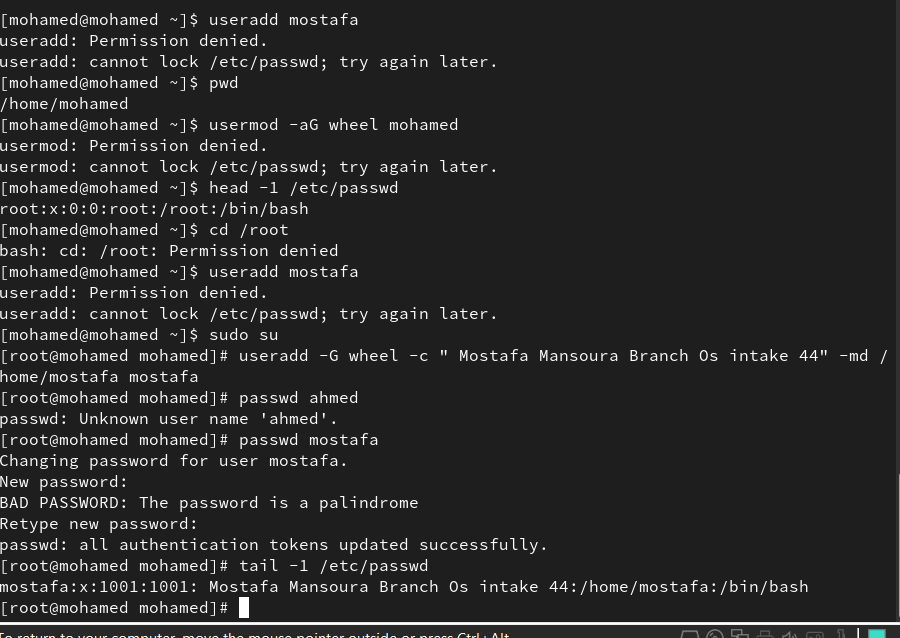 [mohamed@mohamed ~]$ useradd mostafa
useradd: Permission denied.
useradd: cannot lock /etc/passwd; try again later.
[mohamed@mohamed ~]$ pwd
/home/mohamed
[mohamed@mohamed ~]$ usermod -aG wheel mohamed
usermod: Permission denied.
usermod: cannot lock /etc/passwd; try again later.
[mohamed@mohamed ~]$ head -1 /etc/passwd
root:x:0:0:root:/root:/bin/bash
[mohamed@mohamed ~]$ cd /root
bash: cd: /root: Permission denied
[mohamed@mohamed ~]$ useradd mostafa
useradd: Permission denied.
useradd: cannot lock /etc/passwd; try again later.
[mohamed@mohamed ~]$ sudo su
[root@mohamed mohamed]# useradd -G wheel -c " Mostafa Mansoura Branch Os intake 44" -md /
home/mostafa mostafa
[root@mohamed mohamed]# passwd ahmed
passwd: Unknown user name 'ahmed'.
[root@mohamed mohamed]# passwd mostafa
Changing password for user mostafa.
New password:
BAD PASSWORD: The password is a palindrome
Retype new password:
passwd: all authentication tokens updated successfully.
[root@mohamed mohamed]# tail -1 /etc/passwd
mostafa:x:1001:1001: Mostafa Mansoura Branch Os intake 44:/home/mostafa:/bin/bash
[root@mohamed mohamed]#
To return to your computer, move the mouse pointer outside or press Ctrl+Alt.